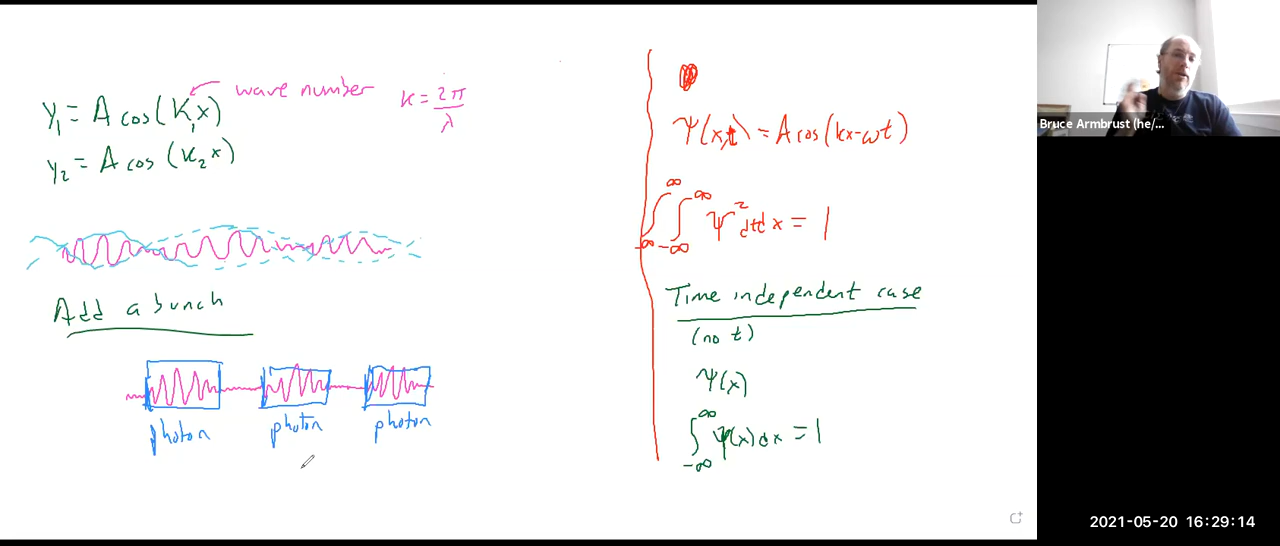 y₁ = A cos(K₁x)
wave number
K = 2π/λ
y₂ = A cos(K₂x)
Add a bunch
photon
photon
photon
Ψ(x,t) = A cos(kx-ωt)
∫_{-∞}^{∞} ∫_{-∞}^{∞} Ψ² dt dx = 1
Time independent case
(no t)
Ψ(x)
∫_{-∞}^{∞} Ψ(x) dx = 1
Bruce Armbrust (he/...
2021-05-20 16:29:14